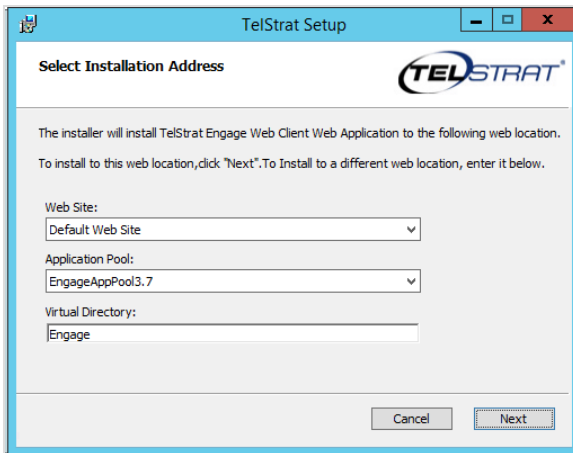 TelStrat Setup
Select Installation Address
TELSTRAT®
The installer will install TelStrat Engage Web Client Web Application to the following web location.
To install to this web location,click "Next".To Install to a different web location, enter it below.
Web Site:
Default Web Site
Application Pool:
EngageAppPool3.7
Virtual Directory:
Engage
Cancel Next